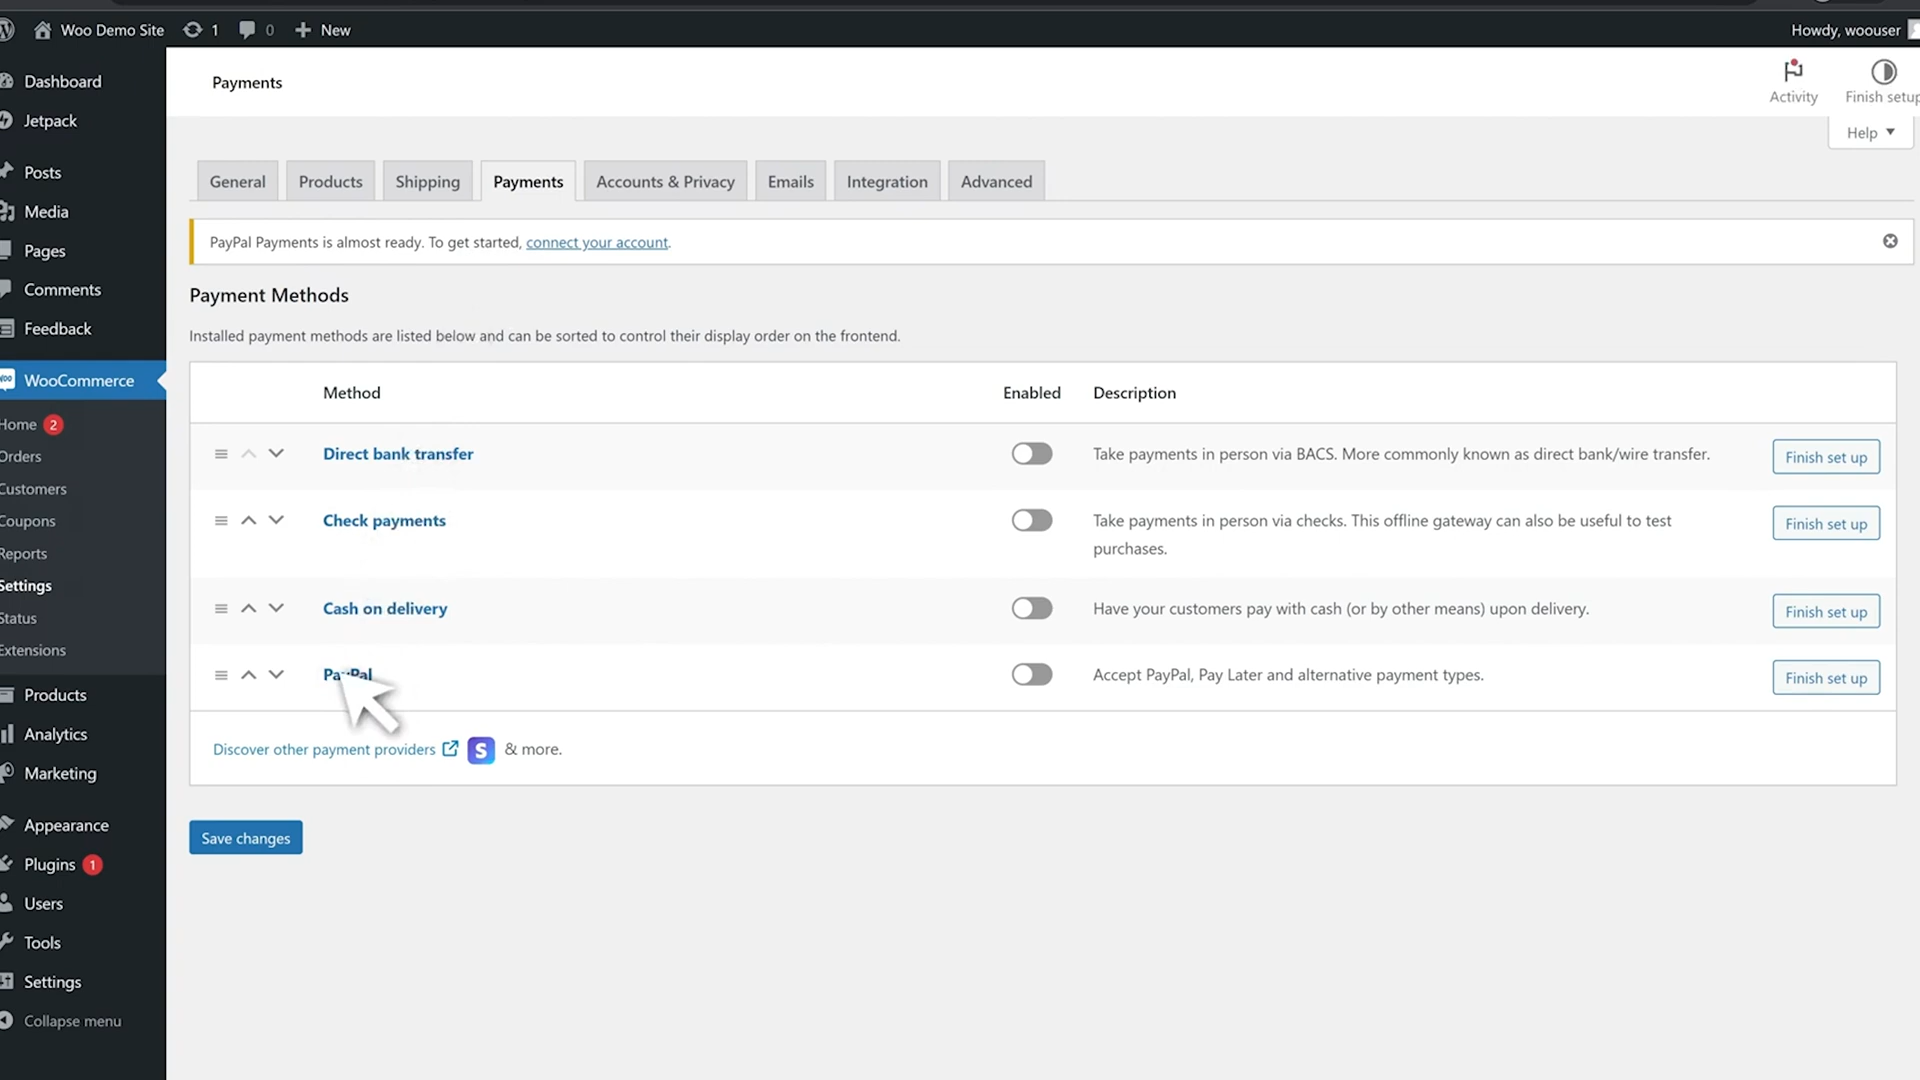 Woo Demo Site 1 0 New Howdy, woouser
Dashboard
Jetpack
Posts
Media
Pages
Comments
Feedback
WooCommerce
Home 2
Orders
Customers
Coupons
Reports
Settings
Status
Extensions
Products
Analytics
Marketing
Appearance
Plugins 1
Users
Tools
Settings
Collapse menu
Payments
Activity Finish setup
Help
General Products Shipping Payments Accounts & Privacy Emails Integration Advanced
PayPal Payments is almost ready. To get started, connect your account.
Payment Methods
Installed payment methods are listed below and can be sorted to control their display order on the frontend.
Method Enabled Description
Direct bank transfer Take payments in person via BACS. More commonly known as direct bank/wire transfer. Finish set up
Check payments Take payments in person via checks. This offline gateway can also be useful to test
purchases. Finish set up
Cash on delivery Have your customers pay with cash (or by other means) upon delivery. Finish set up
PayPal Accept PayPal, Pay Later and alternative payment types. Finish set up
Discover other payment providers S & more.
Save changes